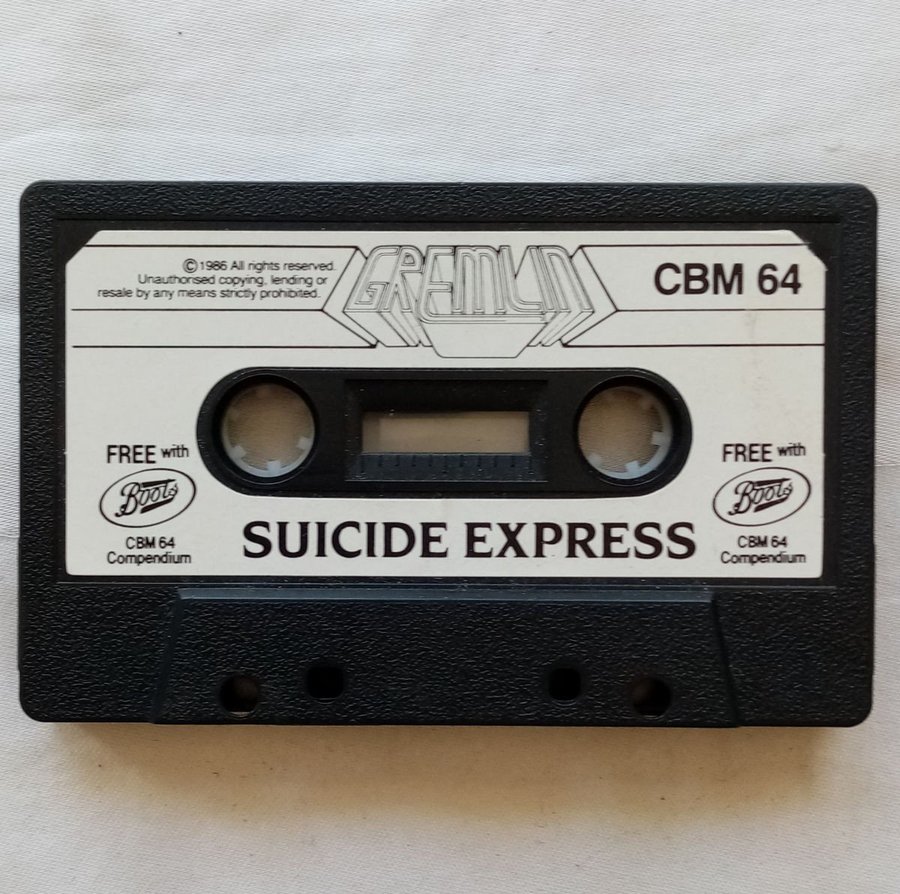 ©1986 All rights reserved.
Unauthorised copying, lending or
resale by any means strictly prohibited.
GREMLIN
CBM 64
FREE with
Boots
CBM 64
Compendium
FREE with
Boots
CBM 64
Compendium
SUICIDE EXPRESS